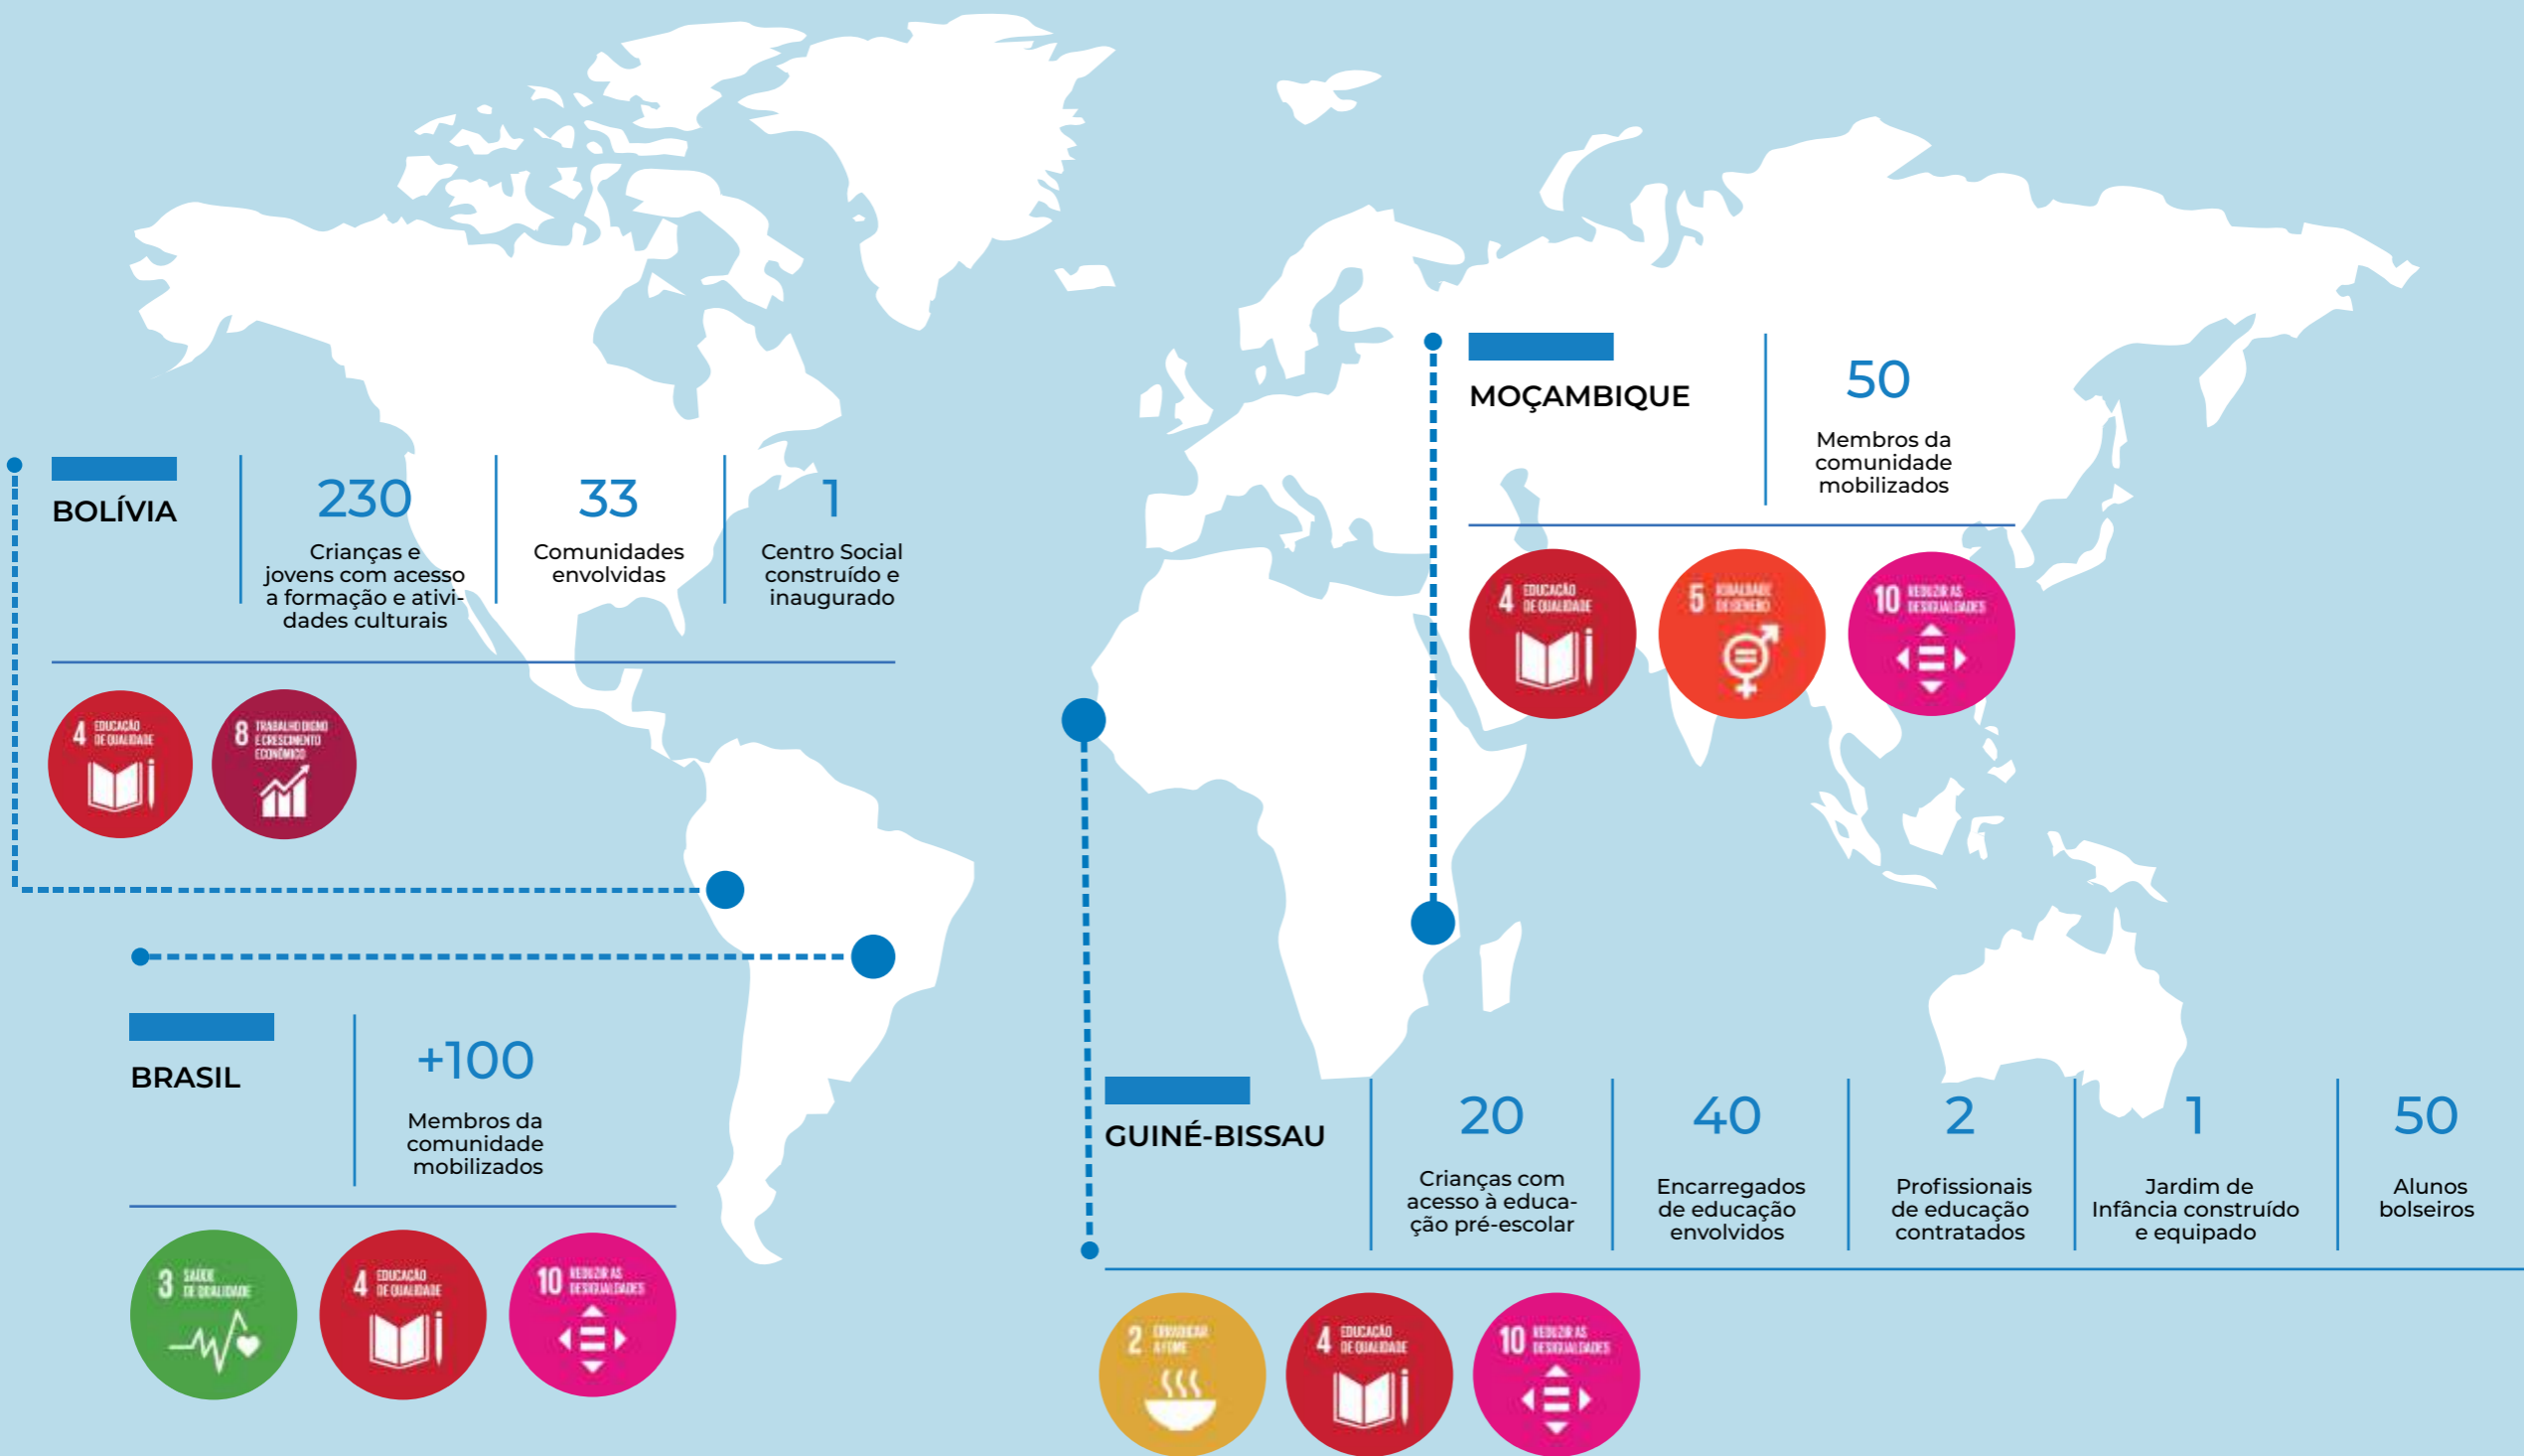 BOLÍVIA
230
Crianças e
jovens com acesso
a formação e ativi-
dades culturais
33
Comunidades
envolvidas
1
Centro Social
construído e
inaugurado
4 EDUCAÇÃO
DE QUALIDADE
8 TRABALHO DIGNO
E CRESCIMENTO
ECONÓMICO
MOÇAMBIQUE
50
Membros da
comunidade
mobilizados
4 EDUCAÇÃO
DE QUALIDADE
5 IGUALDADE
DE GÉNERO
10 REDUZIR AS
DESIGUALDADES
BRASIL
+100
Membros da
comunidade
mobilizados
3 SAÚDE
DE QUALIDADE
4 EDUCAÇÃO
DE QUALIDADE
10 REDUZIR AS
DESIGUALDADES
GUINÉ-BISSAU
20
Crianças com
acesso à educa-
ção pré-escolar
40
Encarregados
de educação
envolvidos
2
Profissionais
de educação
contratados
1
Jardim de
Infância construído
e equipado
50
Alunos
bolseiros
2 ERRADICAR
A FOME
4 EDUCAÇÃO
DE QUALIDADE
10 REDUZIR AS
DESIGUALDADES